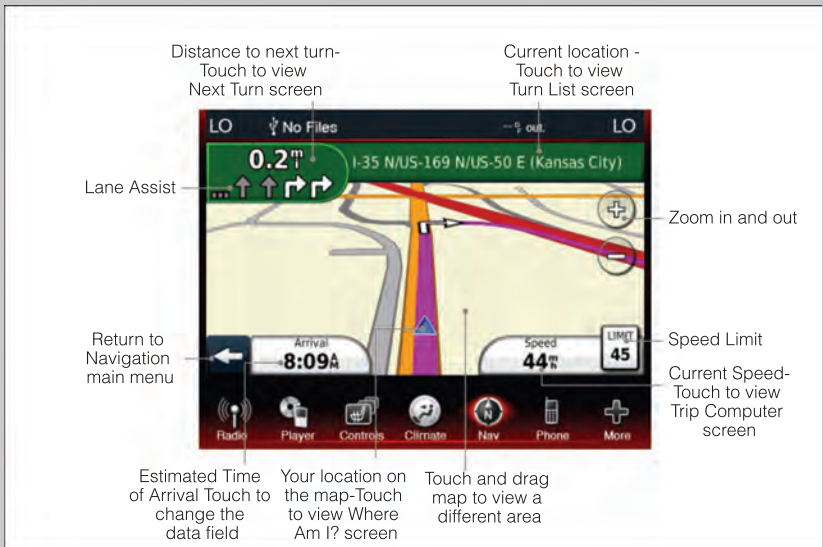 Distance to next turn-
Touch to view
Next Turn screen
Current location -
Touch to view
Turn List screen
LO
No Files
--°F out.
LO
0.2 mi
I-35 N/US-169 N/US-50 E (Kansas City)
Lane Assist
Zoom in and out
Return to
Navigation
main menu
Arrival
8:09 AM
Speed
44 mh
LIMIT
45
Speed Limit
Current Speed-
Touch to view
Trip Computer
screen
Radio
Player
Controls
Climate
N
Nav
Phone
More
Estimated Time
of Arrival Touch to
change the
data field
Your location on
the map-Touch
to view Where
Am I? screen
Touch and drag
map to view a
different area